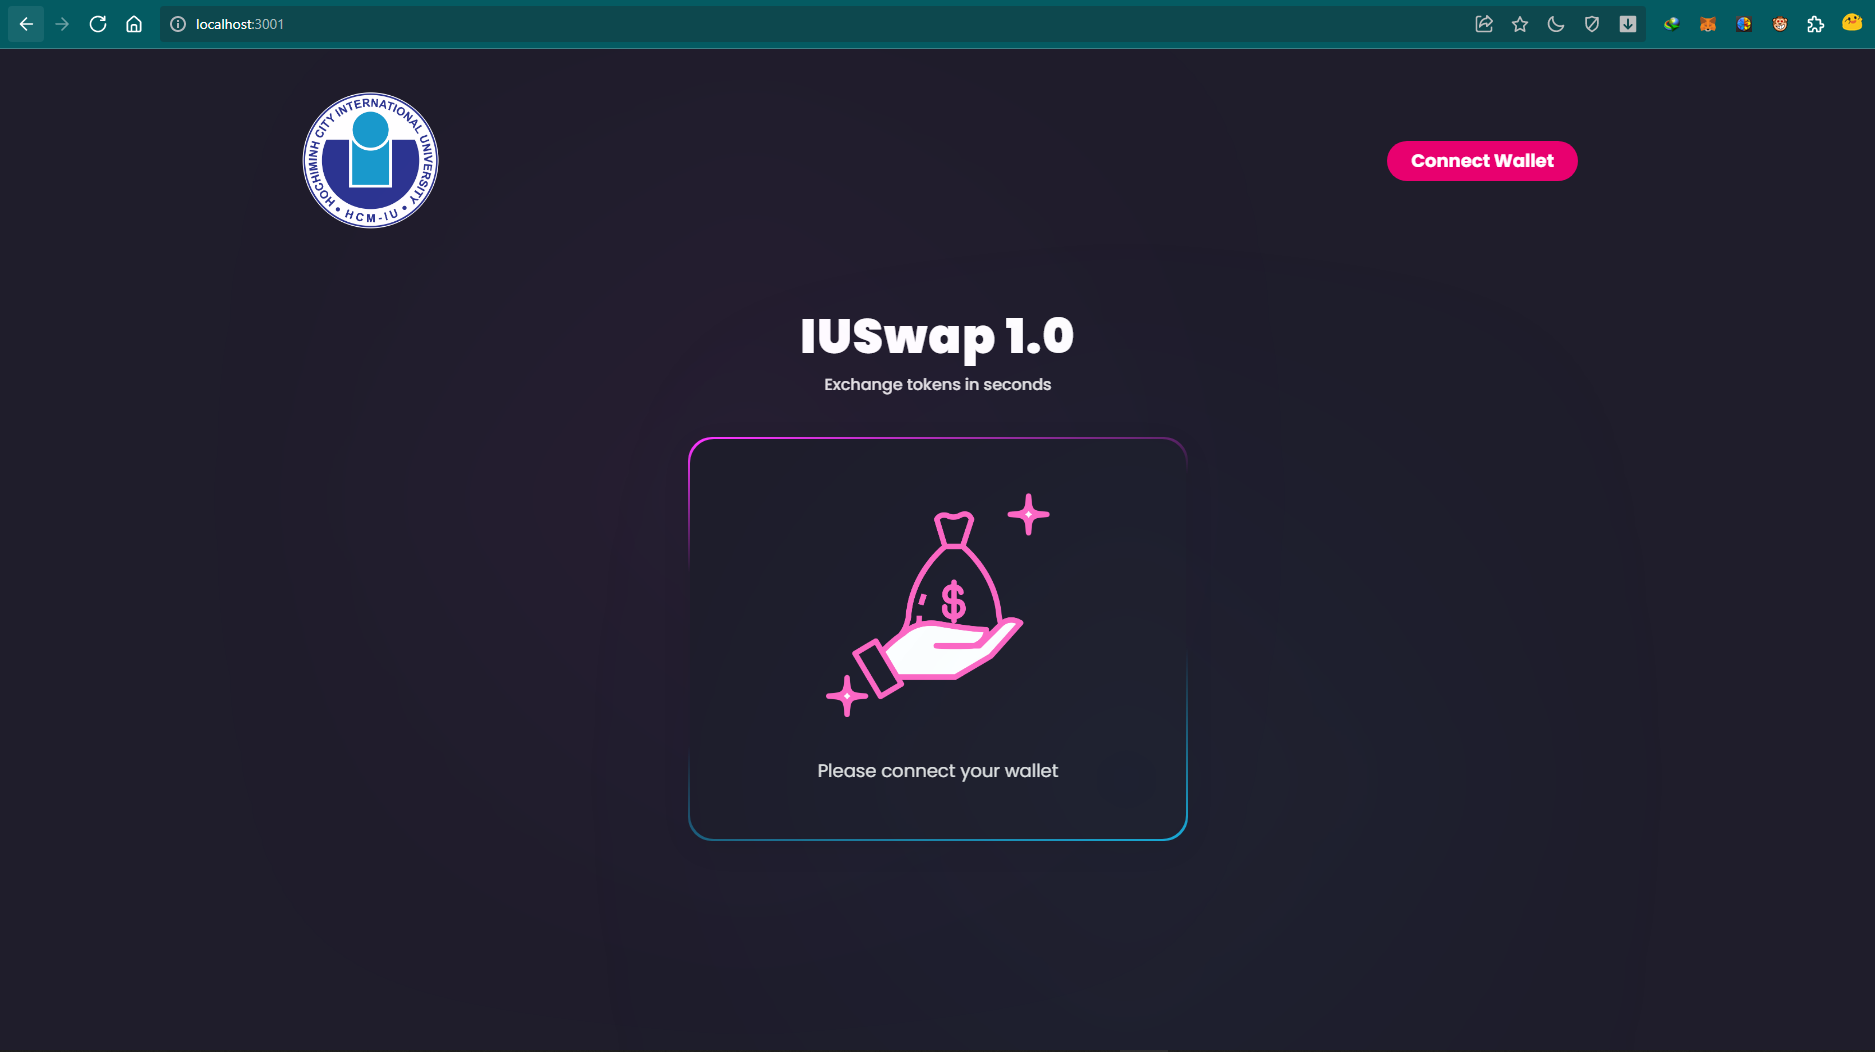 localhost:3001
HOCHIMINH CITY INTERNATIONAL UNIVERSITY
• HCM-IU •
Connect Wallet
IUSwap 1.0
Exchange tokens in seconds
$
Please connect your wallet